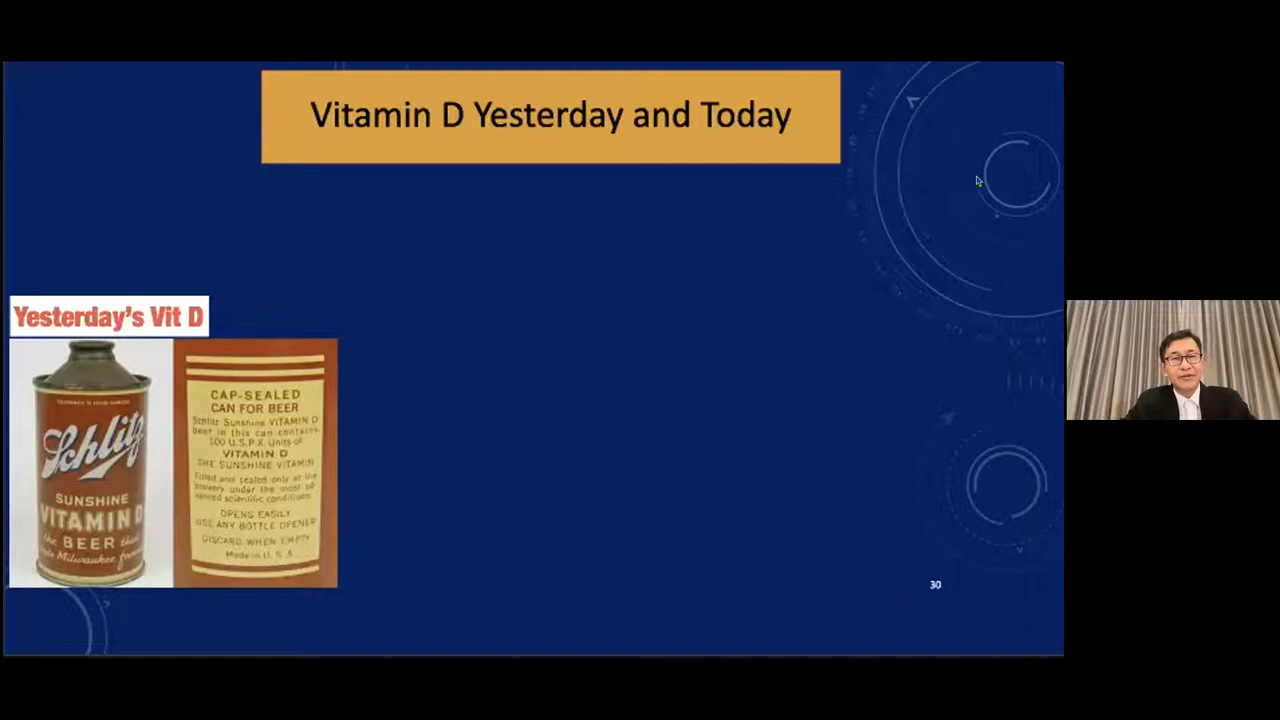 Vitamin D Yesterday and Today
Yesterday's Vit D
Schlitz
SUNSHINE
VITAMIN D
the BEER that
Milwaukee
CAP-SEALED
CAN FOR BEER
Schlitz Sunshine VITAMIN D
Beer in this can contains
100 U.S.P.X. Units of
VITAMIN D
THE SUNSHINE VITAMIN
Filled and sealed only at the
brewery under the most ad-
vanced scientific conditions.
OPENS EASILY
USE ANY BOTTLE OPENER
DISCARD WHEN EMPTY
Made in U. S. A.
30